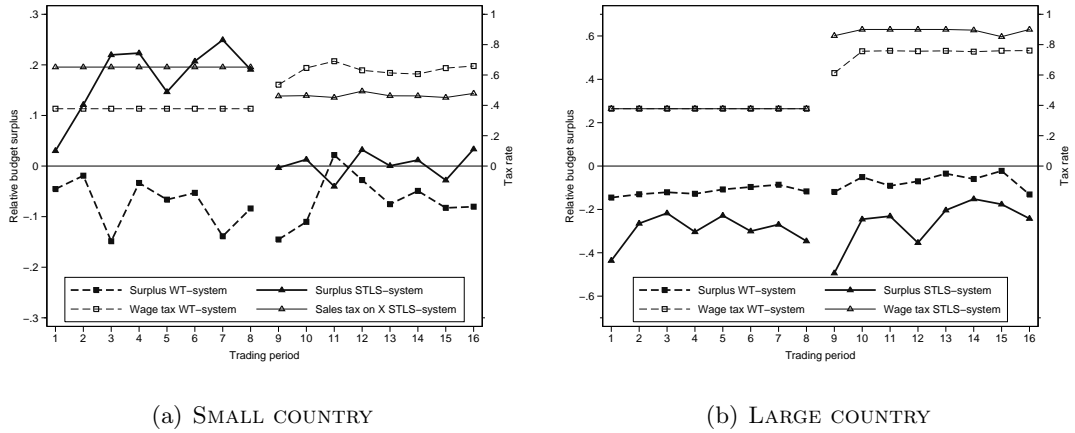 .3
.2
.1
0
-.1
-.2
-.3
Relative budget surplus
1
.8
.6
.4
.2
0
Tax rate
Surplus WT-system
Surplus STLS-system
Wage tax WT-system
Sales tax on X STLS-system
1 2 3 4 5 6 7 8 9 10 11 12 13 14 15 16
Trading period
(a) SMALL COUNTRY
.6
.4
.2
0
-.2
-.4
-.6
Relative budget surplus
1
.8
.6
.4
.2
0
Tax rate
Surplus WT-system
Surplus STLS-system
Wage tax WT-system
Wage tax STLS-system
1 2 3 4 5 6 7 8 9 10 11 12 13 14 15 16
Trading period
(b) LARGE COUNTRY